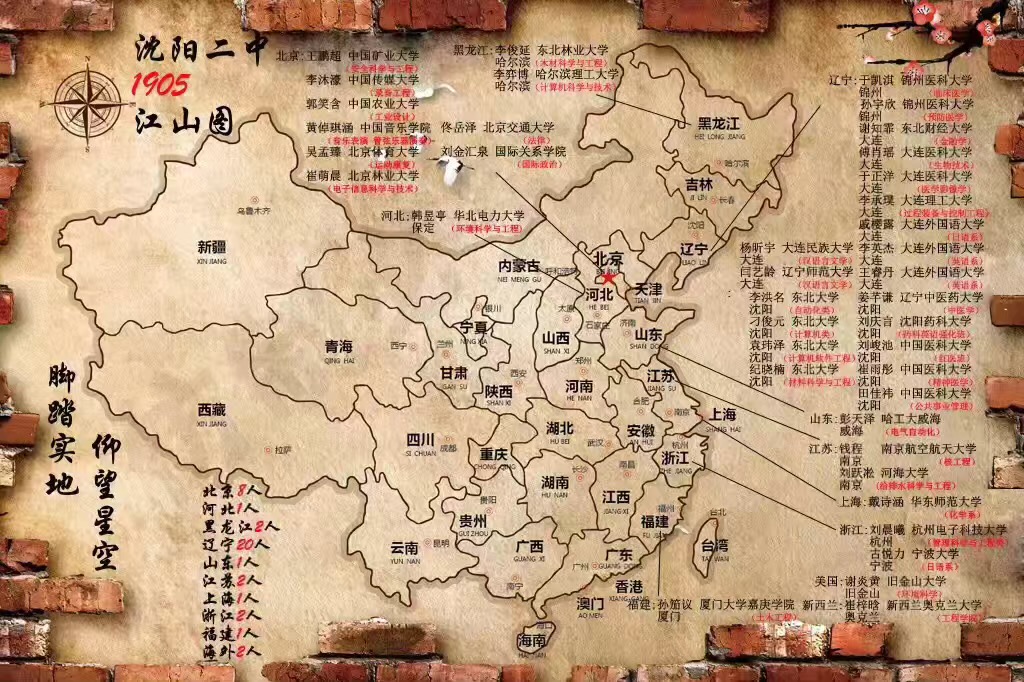 沈阳二中
1905
江山图
北京:王鹏超 中国矿业大学
(安全科学与工程)
李沐濠 中国传媒大学
郭笑含 中国农业大学
(工业设计)
黄倬琪涵 中国音乐学院
佟岳泽 北京交通大学
(法律)
吴孟臻 北京体育大学
(运动康复)
刘金汇泉 国际关系学院
(国际政治)
崔萌晨 北京林业大学
(电子信息科学与技术)
黑龙江:李俊延 东北林业大学
哈尔滨 (木材科学与工程)
李弈博 哈尔滨理工大学
哈尔滨 (计算机科学与技术)
河北:韩昱亭 华北电力大学
保定 (环境科学与工程)
辽宁:于凯淇 锦州医科大学
锦州 (临床医学)
孙宇欣 锦州医科大学
锦州 (预防医学)
谢知霏 东北财经大学
大连 (金融学)
傅肖瑶 大连医科大学
大连 (生物技术)
于正洋 大连医科大学
大连 (医学影像学)
李承璞 大连理工大学
大连 (过程装备与控制工程)
戚樱露 大连外国语大学
大连 (日语系)
杨昕宇 大连民族大学
大连 (汉语言文学)
李英杰 大连外国语大学
大连 (英语系)
闫艺龄 辽宁师范大学
大连 (汉语言文学)
王睿丹 大连外国语大学
大连 (英语系)
李洪名 东北大学
沈阳 (自动化类)
姜芊谦 辽宁中医药大学
沈阳 (中医学)
刁俊元 东北大学
沈阳 (计算机类)
刘庆言 沈阳药科大学
沈阳 (药科英语强化班)
袁玮泽 东北大学
沈阳 (计算机软件工程)
刘峻池 中国医科大学
沈阳 (红医班)
纪晓楠 东北大学
沈阳 (材料科学与工程)
崔雨彤 中国医科大学
沈阳 (精神医学)
田佳祎 中国医科大学
沈阳 (公共事业管理)
山东:彭天泽 哈工大威海
威海 (电气自动化)
江苏:钱程 南京航空航天大学
南京 (核工程)
刘跃淞 河海大学
南京 (给排水科学与工程)
上海:戴诗涵 华东师范大学
(化学系)
浙江:刘晨曦 杭州电子科技大学
杭州 (管理科学与工程类)
古悦力 宁波大学
宁波 (日语系)
美国:谢炎黄 旧金山大学
旧金山 (环境科学)
福建:孙笳议 厦门大学嘉庚学院
厦门 (土木工程)
新西兰:崔梓晗 新西兰奥克兰大学
奥克兰 (工程学院)
黑龙江
HEI LONG JIANG
哈尔滨
吉林
JI LIN
长春
沈阳
辽宁
LIAO LIN
乌鲁木齐
新疆
XIN JIANG
内蒙古
NEI MENG GU
呼和浩特
北京
天津
TIAN JIN
河北
HE BEI
石家庄
银川
宁夏
NING XIA
太原
山西
SHAN XI
济南
山东
SHAN DONG
青海
QING HAI
西宁
兰州
甘肃
GAN SU
西安
陕西
SHAN XI
郑州
河南
HE NAN
江苏
JIANG SU
合肥
南京
上海
SHANG HAI
西藏
XIN JIANG
拉萨
四川
SI CHUAN
成都
重庆
CHONG QING
湖北
HU BEI
武汉
安徽
AN HUI
杭州
浙江
ZHE JIANG
长沙
湖南
HU NAN
南昌
江西
JIANG XI
贵阳
贵州
GUI ZHOU
福州
福建
FU JIAN
台北
台湾
TAI WAN
云南
YUN NAN
昆明
广西
GUANG XI
南宁
广州
广东
GUANG DONG
香港
XIANG GANG
澳门
AO MEN
海口
海南
HAI NAN
脚踏实地
仰望星空
北京8人
河北1人
黑龙江2人
辽宁20人
山东1人
江苏2人
上海1人
浙江2人
福建1人
海外2人